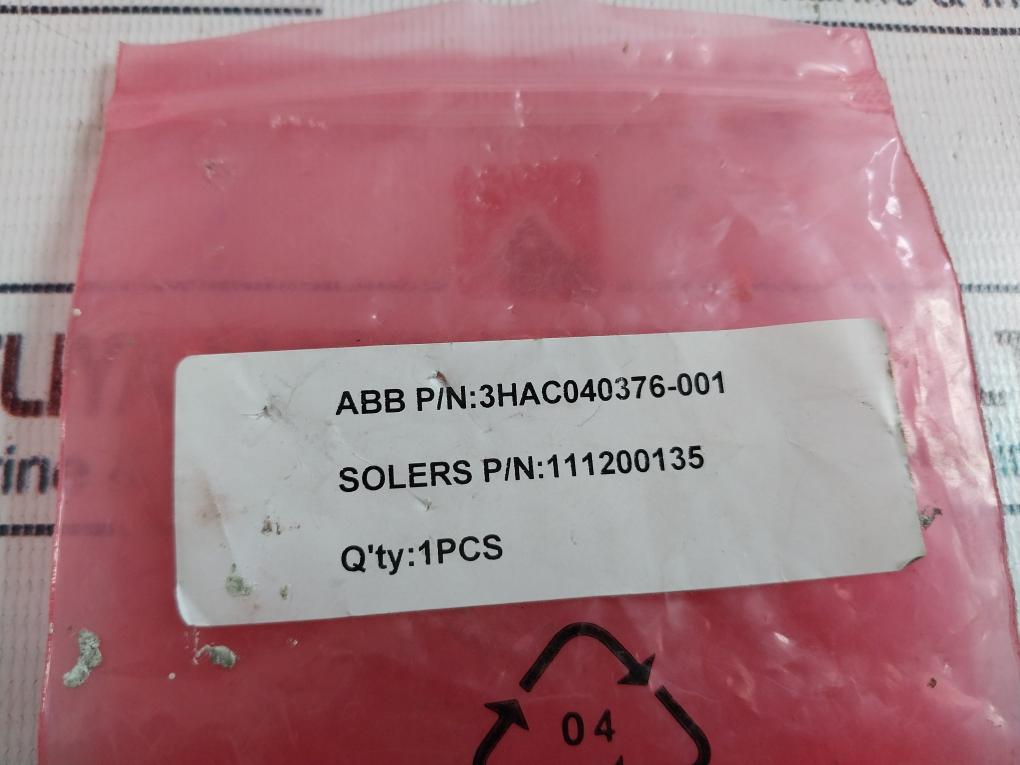 ABB P/N:3HAC040376-001
SOLERS P/N:111200135
Q'ty:1PCS
04